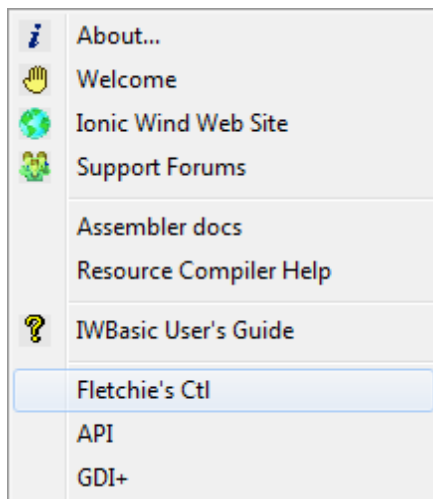 About...
Welcome
Ionic Wind Web Site
Support Forums
Assembler docs
Resource Compiler Help
IWBasic User's Guide
Fletchie's Ctl
API
GDI+